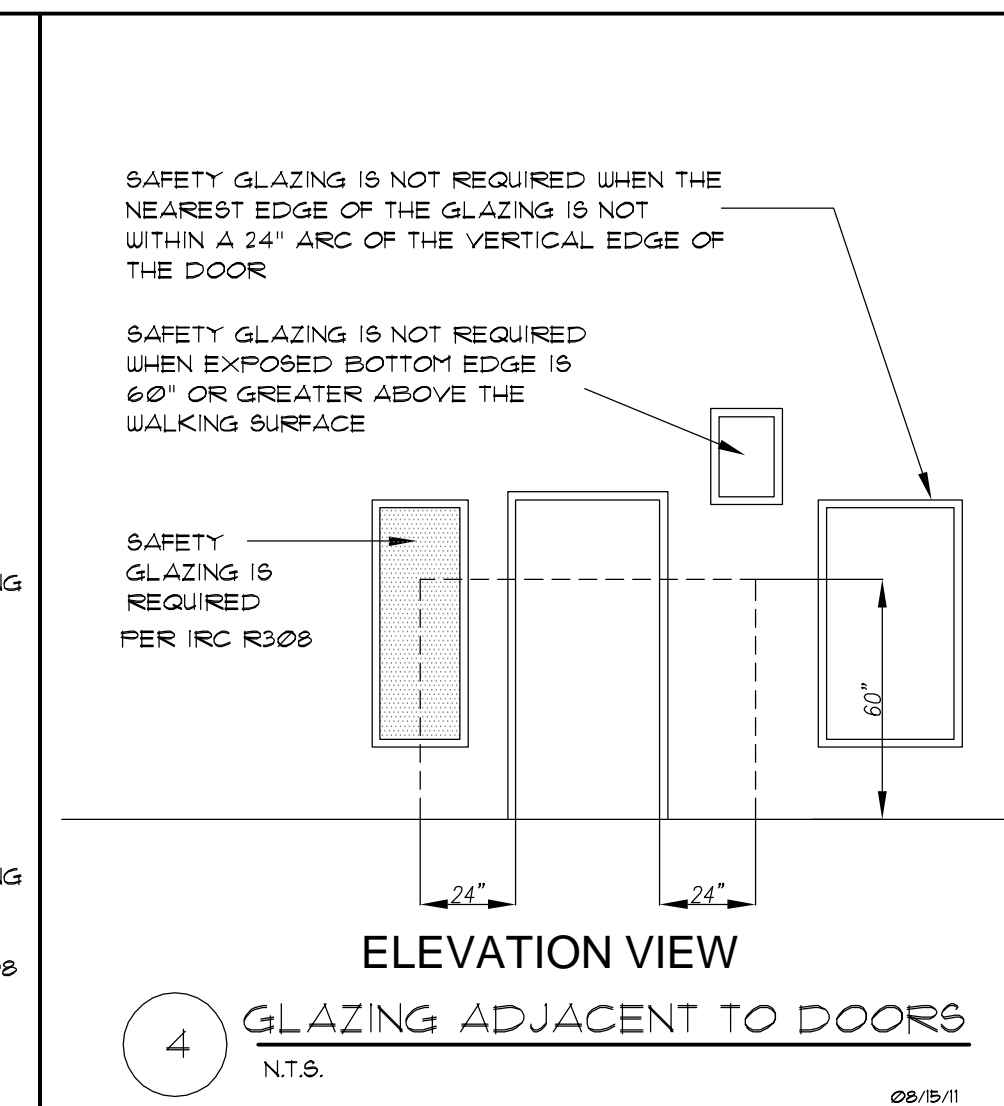 SAFETY GLAZING IS NOT REQUIRED WHEN THE
NEAREST EDGE OF THE GLAZING IS NOT
WITHIN A 24" ARC OF THE VERTICAL EDGE OF
THE DOOR
SAFETY GLAZING IS NOT REQUIRED
WHEN EXPOSED BOTTOM EDGE IS
60" OR GREATER ABOVE THE
WALKING SURFACE
SAFETY
GLAZING IS
REQUIRED
PER IRC R308
60"
24"
24"
ELEVATION VIEW
4
GLAZING ADJACENT TO DOORS
N.T.S.
08/15/11